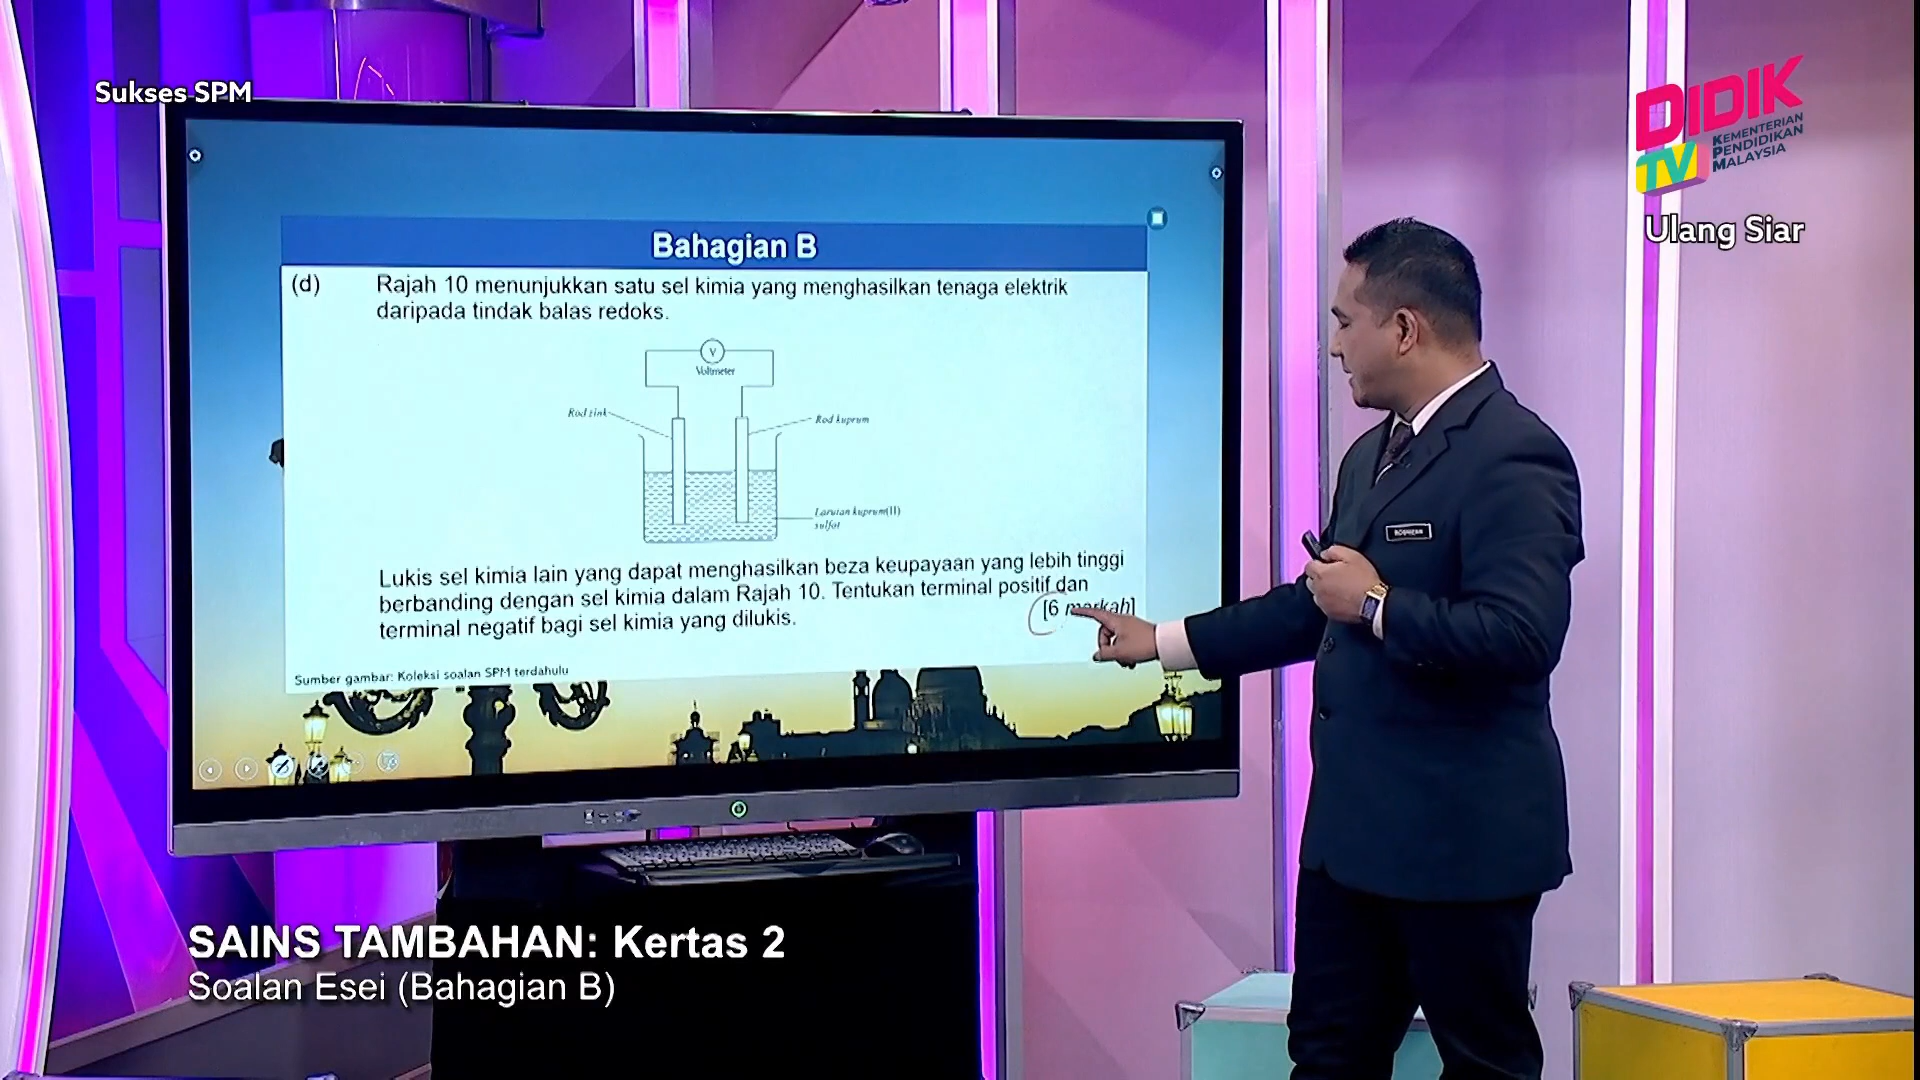 Sukses SPM
DIDIK
TV
KEMENTERIAN
PENDIDIKAN
MALAYSIA
Ulang Siar
Bahagian B
(d) Rajah 10 menunjukkan satu sel kimia yang menghasilkan tenaga elektrik
daripada tindak balas redoks.
V
Voltmeter
Rod zink
Rod kuprum
Larutan kuprum(II)
sulfat
Lukis sel kimia lain yang dapat menghasilkan beza keupayaan yang lebih tinggi
berbanding dengan sel kimia dalam Rajah 10. Tentukan terminal positif dan
terminal negatif bagi sel kimia yang dilukis.
[6 markah]
Sumber gambar: Koleksi soalan SPM terdahulu
SAINS TAMBAHAN: Kertas 2
Soalan Esei (Bahagian B)